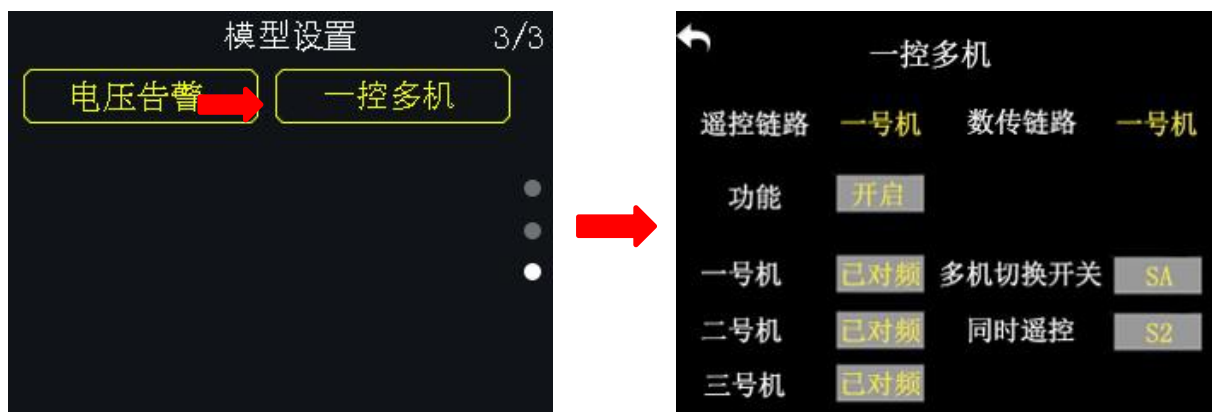 模型设置 3/3
电压告警 一控多机
一控多机
遥控链路 一号机 数传链路 一号机
功能 开启
一号机 已对频 多机切换开关 SA
二号机 已对频 同时遥控 S2
三号机 已对频